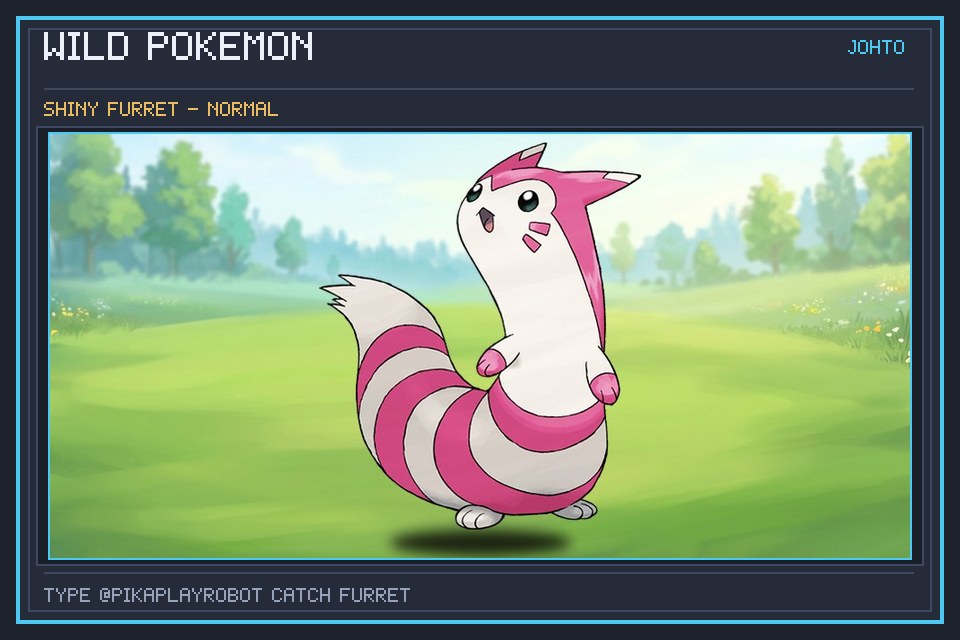 WILD POKEMON
JOHTO
SHINY FURRET - NORMAL
TYPE @PIKAPLAYROBOT CATCH FURRET